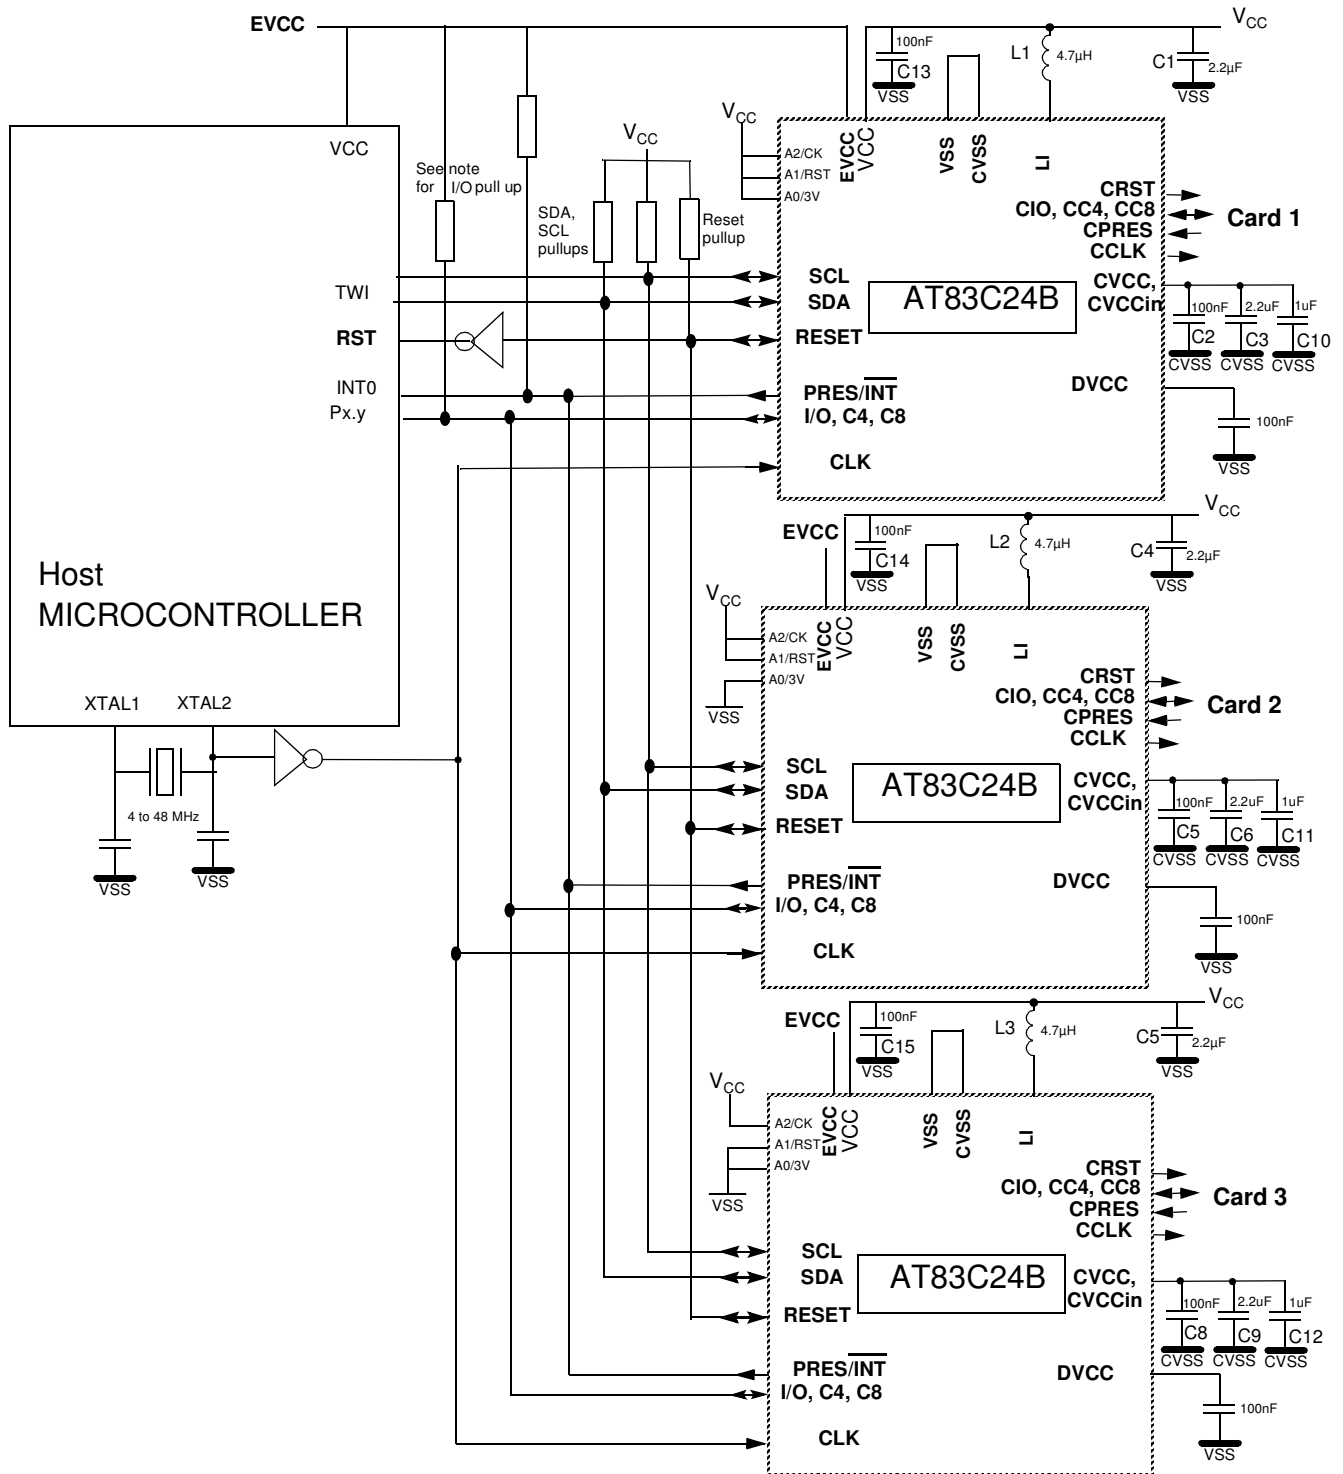 EVCC
VCC
See note
for I/O pull up
SDA,
SCL
pullups
VCC
Reset
pullup
TWI
RST
INT0
Px.y
Host
MICROCONTROLLER
XTAL1 XTAL2
4 to 48 MHz
VSS VSS
100nF
C13
VSS
L1 4.7µH
VCC
C1 2.2µF
VSS
VCC
A2/CK
A1/RST
A0/3V
EVCC
VCC
VSS
CVSS
LI
CRST
CIO, CC4, CC8
CPRES
CCLK
Card 1
SCL
SDA
AT83C24B
CVCC,
CVCCin
RESET
100nF 2.2uF 1uF
C2 C3 C10
CVSS CVSS CVSS
DVCC
PRES/INT
I/O, C4, C8
100nF
VSS
CLK
EVCC
100nF
C14
VSS
L2 4.7µH
VCC
C4 2.2µF
VSS
VCC
A2/CK
A1/RST
A0/3V
VSS
EVCC
VCC
VSS
CVSS
LI
CRST
CIO, CC4, CC8
CPRES
CCLK
Card 2
SCL
SDA
AT83C24B
CVCC,
CVCCin
RESET
100nF 2.2uF 1uF
C5 C6 C11
CVSS CVSS CVSS
DVCC
PRES/INT
I/O, C4, C8
100nF
VSS
CLK
EVCC
100nF
C15
VSS
L3 4.7µH
VCC
C5 2.2µF
VSS
VCC
A2/CK
A1/RST
A0/3V
VSS
EVCC
VCC
VSS
CVSS
LI
CRST
CIO, CC4, CC8
CPRES
CCLK
Card 3
SCL
SDA
AT83C24B
CVCC,
CVCCin
RESET
100nF 2.2uF 1uF
C8 C9 C12
CVSS CVSS CVSS
DVCC
PRES/INT
I/O, C4, C8
100nF
VSS
CLK